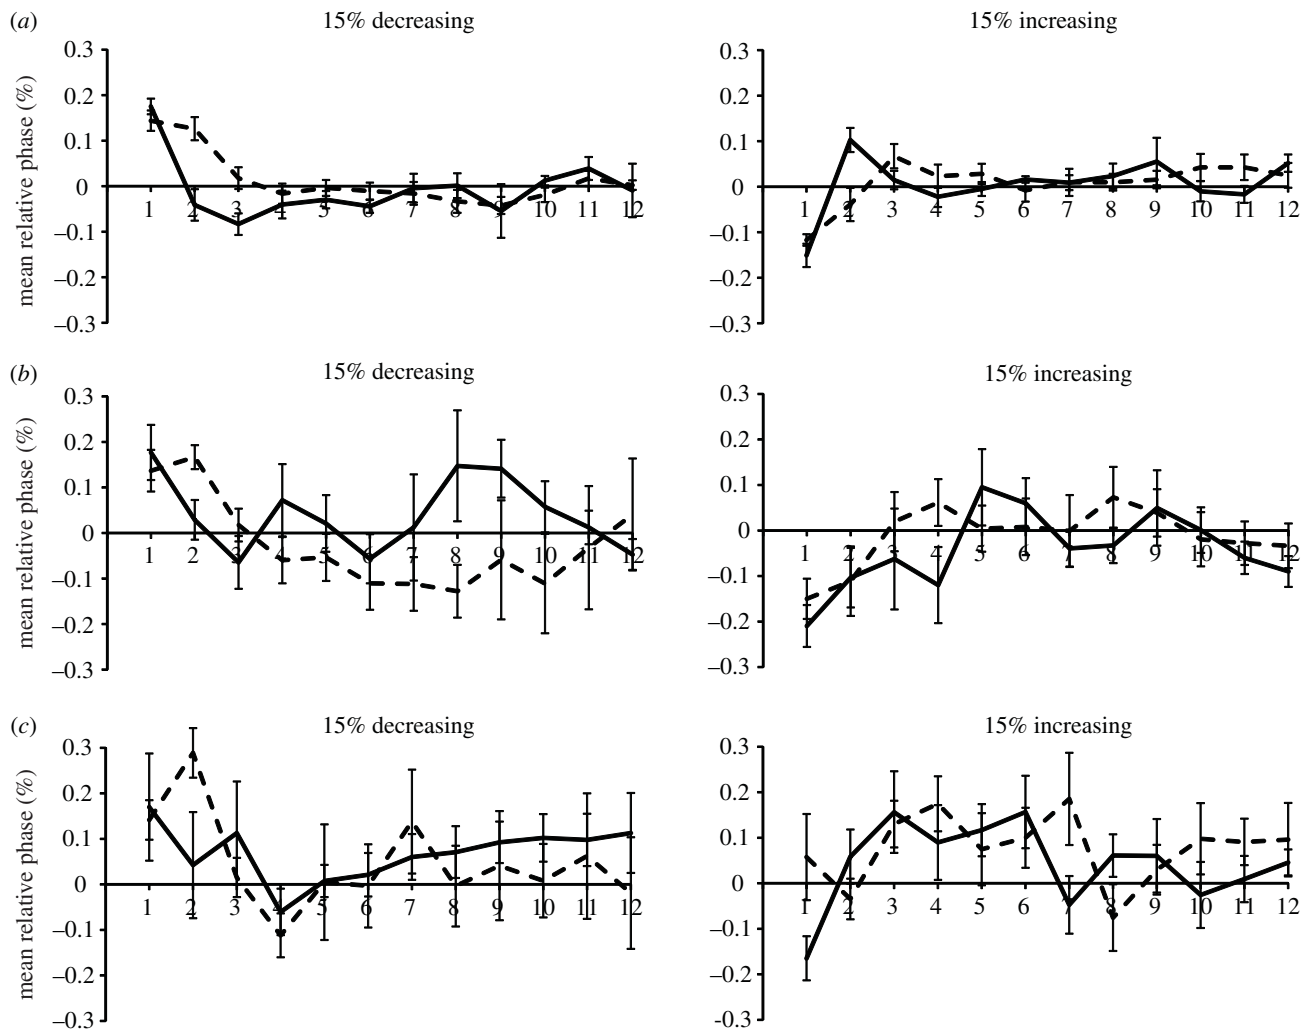 (a) 15% decreasing 15% increasing
mean relative phase (%)
0.3 0.3
0.2 0.2
0.1 0.1
0 0
1 2 3 4 5 6 7 8 9 10 11 12 1 2 3 4 5 6 7 8 9 10 11 12
–0.1 –0.1
–0.2 –0.2
–0.3 –0.3
(b) 15% decreasing 15% increasing
mean relative phase (%)
0.3 0.3
0.2 0.2
0.1 0.1
0 0
1 2 3 4 5 6 7 8 9 10 11 12 1 2 3 4 5 6 7 8 9 10 11 12
–0.1 –0.1
–0.2 –0.2
–0.3 –0.3
(c) 15% decreasing 15% increasing
mean relative phase (%)
0.3 0.3
0.2 0.2
0.1 0.1
0 0
1 2 3 4 5 6 7 8 9 10 11 12 1 2 3 4 5 6 7 8 9 10 11 12
–0.1 –0.1
–0.2 –0.2
–0.3 -0.3